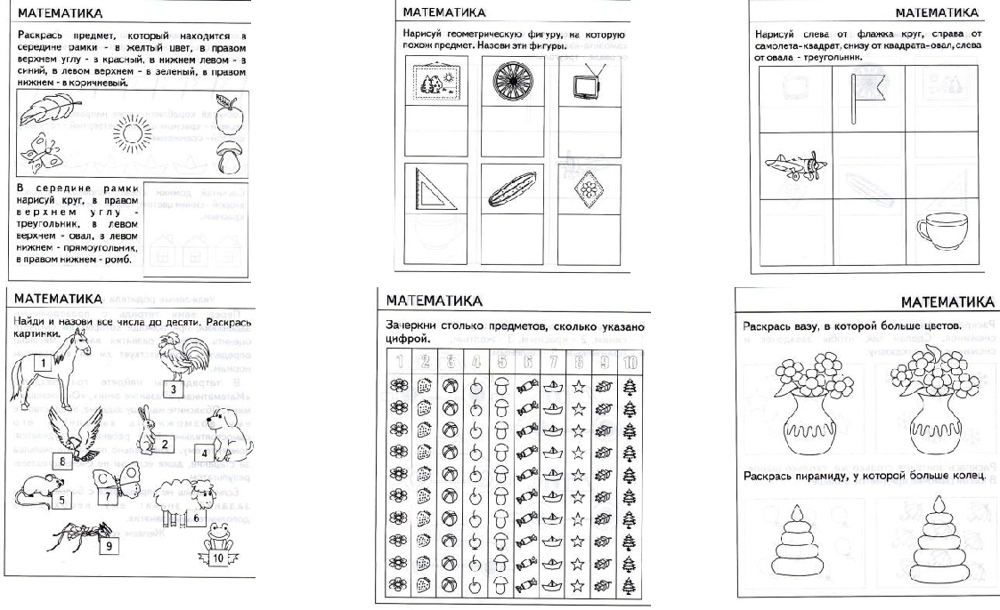 МАТЕМАТИКА
Раскрась предмет, который находится в
середине рамки - в желтый цвет, в правом
верхнем углу - в красный, в нижнем левом - в
синий, в левом верхнем - в зеленый, в правом
нижнем - в коричневый.
В середине рамки
нарисуй круг, в правом
верхнем углу -
треугольник, в левом
верхнем - овал, в левом
нижнем - прямоугольник,
в правом нижнем - ромб.
МАТЕМАТИКА
Нарисуй геометрическую фигуру, на которую
похож предмет. Назови эти фигуры.
МАТЕМАТИКА
Нарисуй слева от флажка круг, справа от
самолета-квадрат, снизу от квадрата-овал, слева
от овала - треугольник.
МАТЕМАТИКА
Найди и назови все числа до десяти. Раскрась
картинки.
1
3
2
4
8
5
7
6
9
10
МАТЕМАТИКА
Зачеркни столько предметов, сколько указано
цифрой.
1 2 3 4 5 6 7 8 9 10
МАТЕМАТИКА
Раскрась вазу, в которой больше цветов.
Раскрась пирамиду, у которой больше колец.